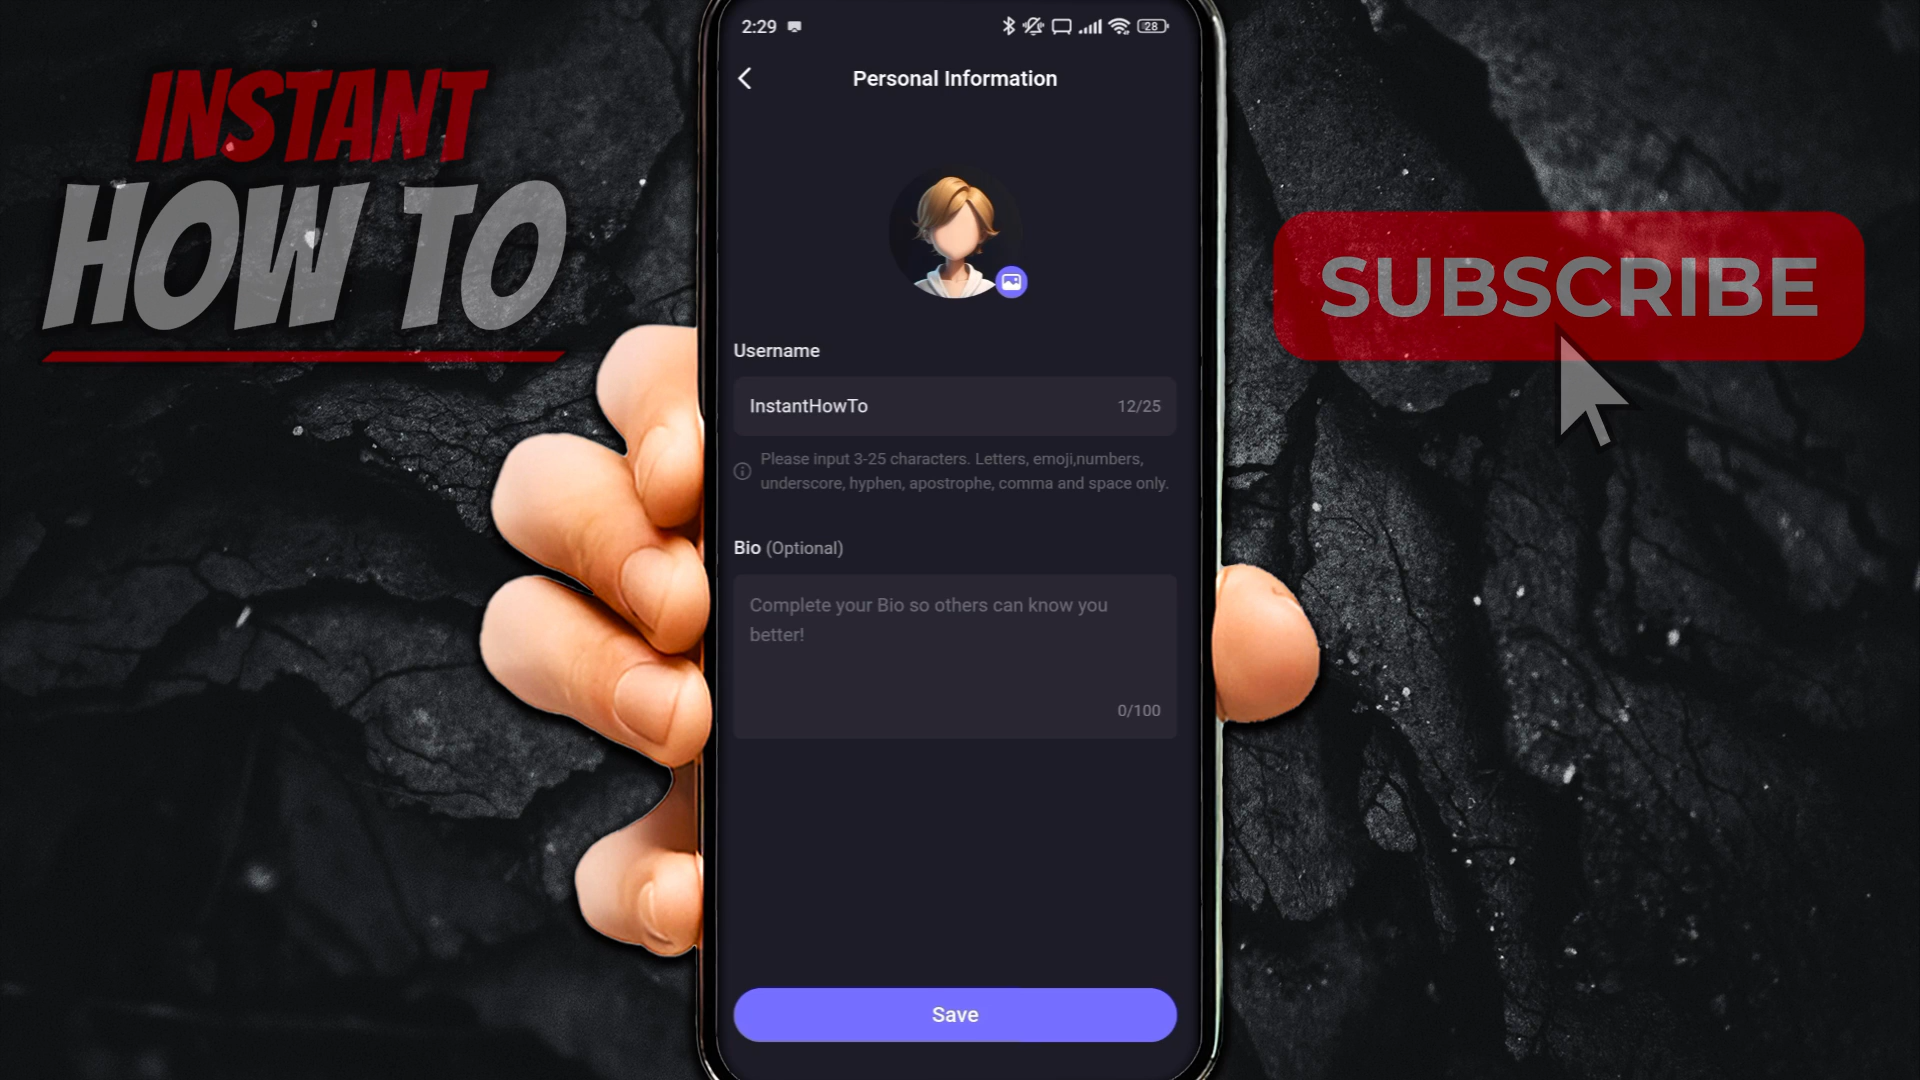 INSTANT
HOW TO
2:29
28
Personal Information
Username
InstantHowTo
12/25
Please input 3-25 characters. Letters, emoji,numbers,
underscore, hyphen, apostrophe, comma and space only.
Bio (Optional)
Complete your Bio so others can know you
better!
0/100
Save
SUBSCRIBE